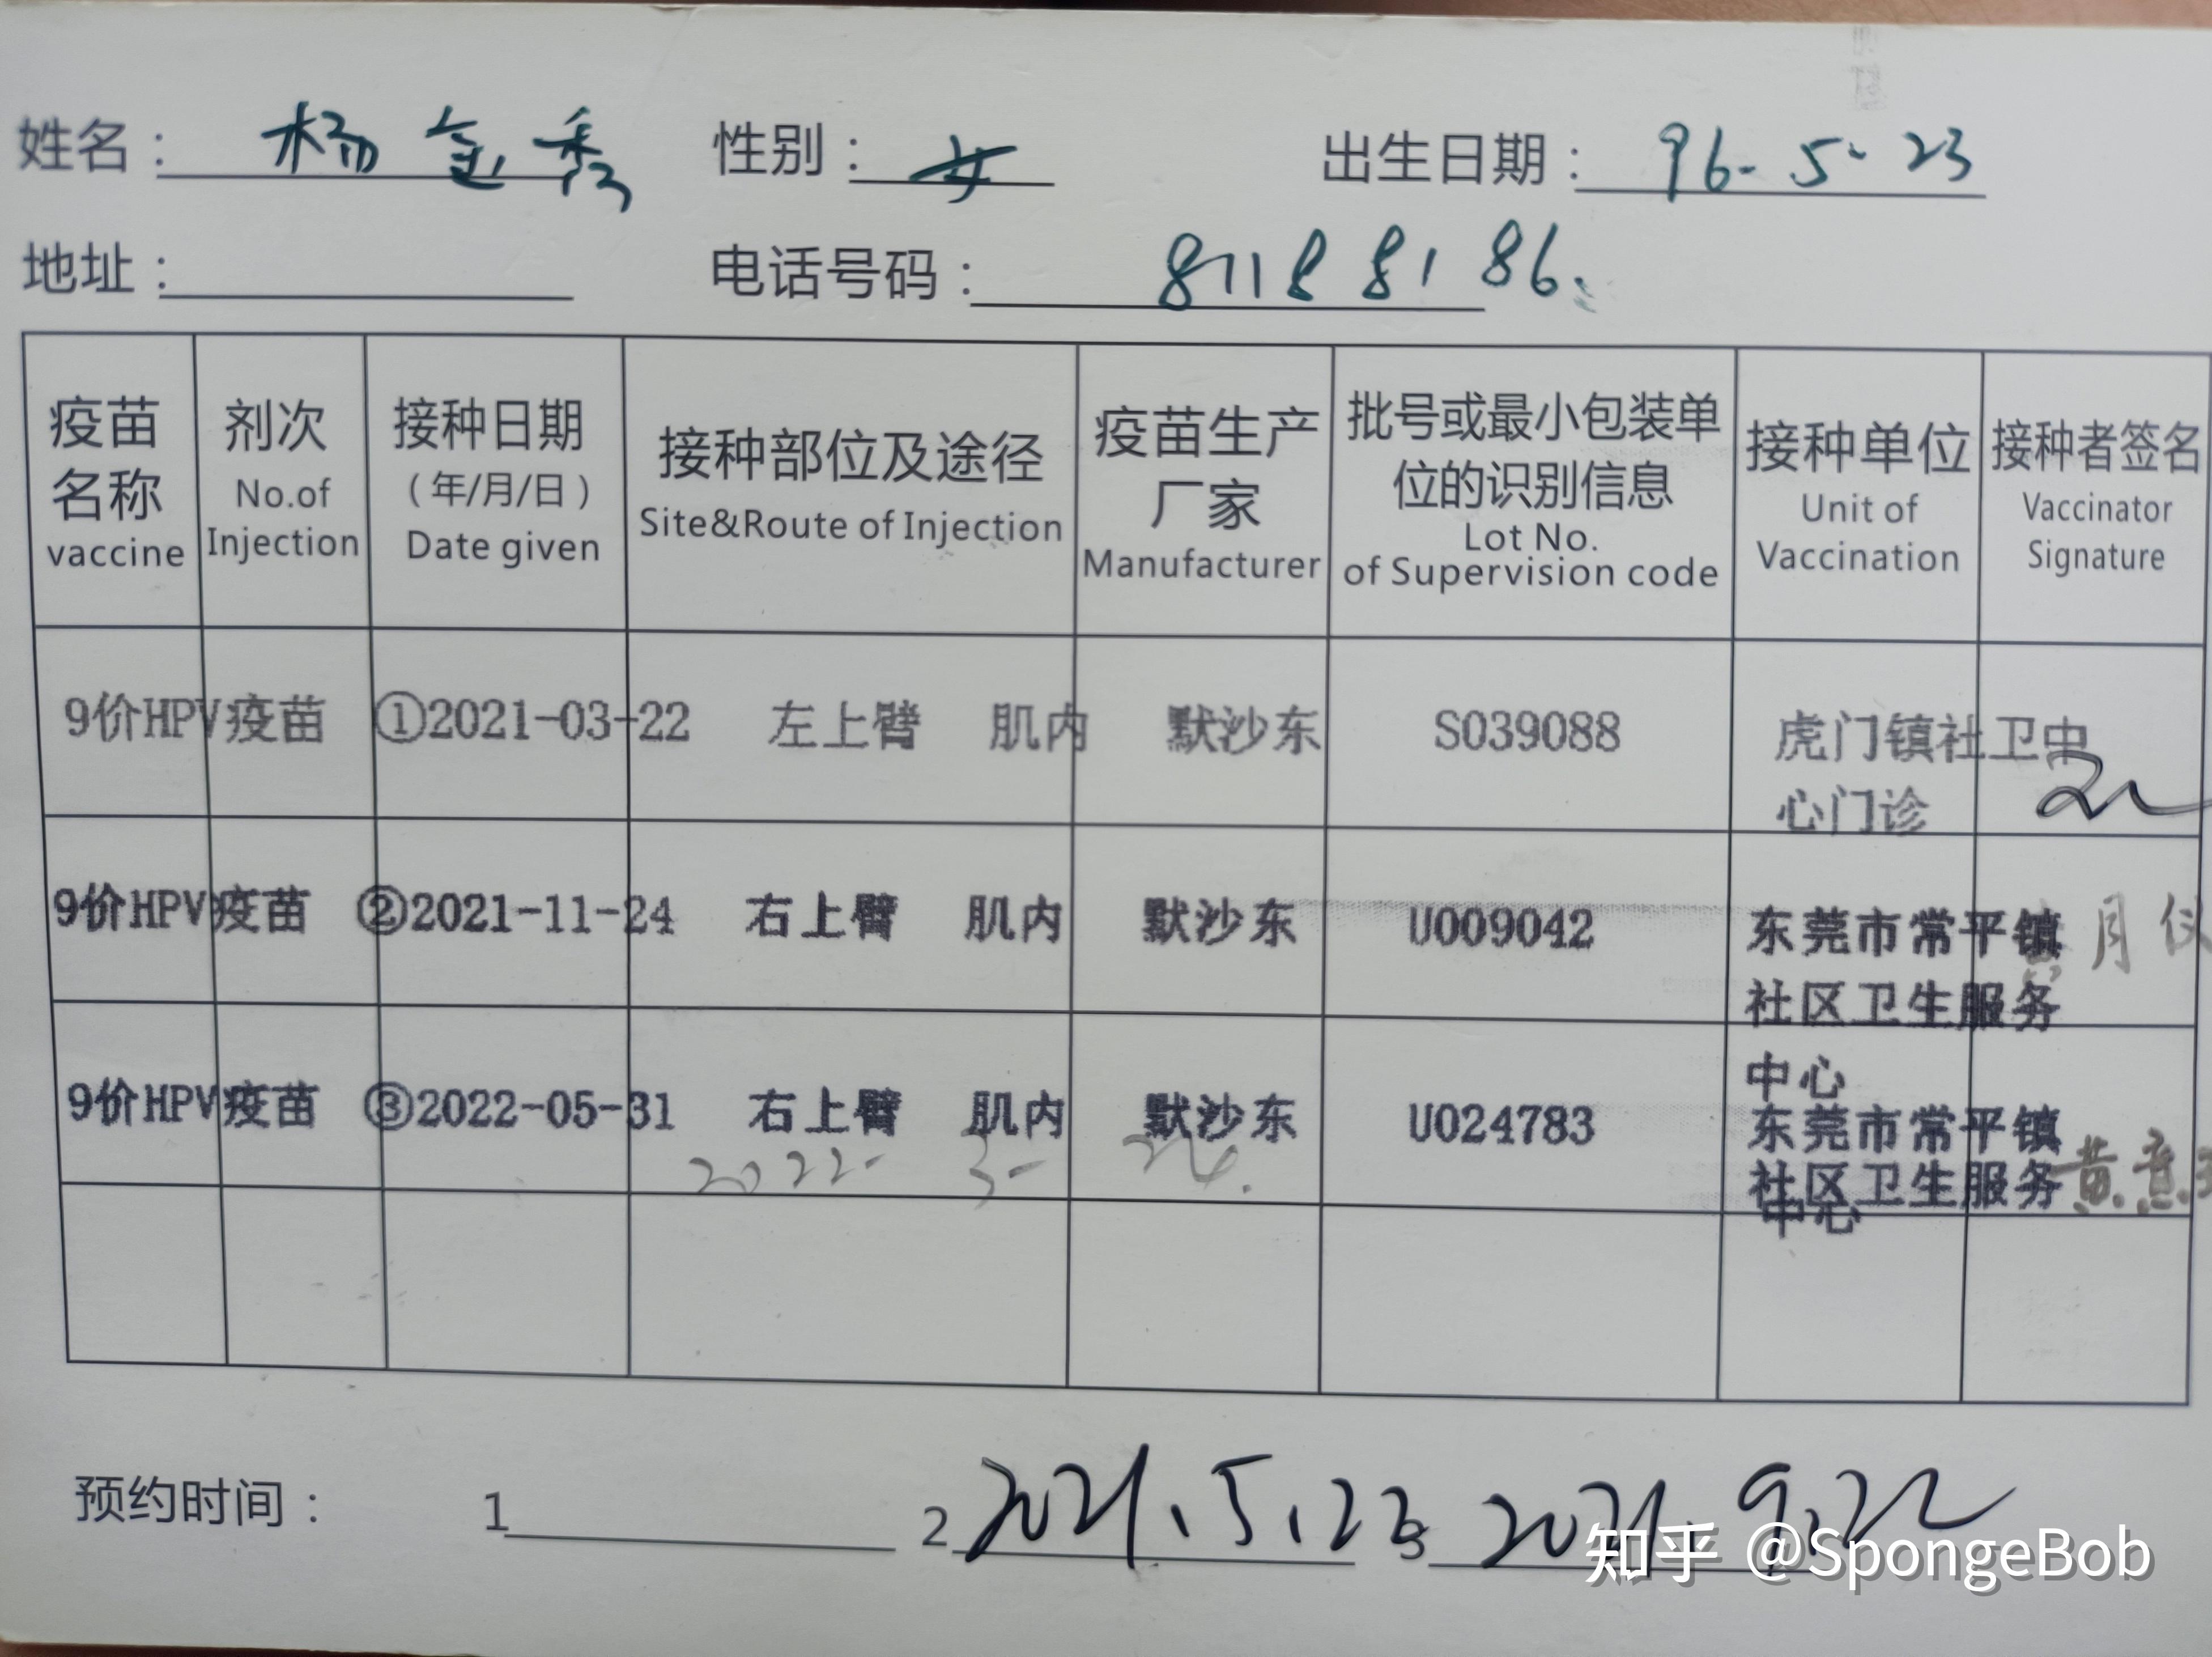 姓名： 杨金秀 性别： 女 出生日期： 96-5-23
地址： 电话号码： 87188186
疫苗名称 vaccine
剂次 No.of Injection
接种日期 （年/月/日） Date given
接种部位及途径 Site&Route of Injection
疫苗生产厂家 Manufacturer
批号或最小包装单位的识别信息 Lot No. of Supervision code
接种单位 Unit of Vaccination
接种者签名 Vaccinator Signature
9价HPV疫苗 ①2021-03-22 左上臂 肌内 默沙东 S039088 虎门镇社卫中
心门诊
9价HPV疫苗 ②2021-11-24 右上臂 肌内 默沙东 U009042 东莞市常平镇 月仪
社区卫生服务
中心
9价HPV疫苗 ③2022-05-31 右上臂 肌内 默沙东 U024783 东莞市常平镇
2022-3-24. 社区卫生服务 黄意
中心
预约时间： 1 2 2021.5.22 3 2021.9.22
知乎 @SpongeBob